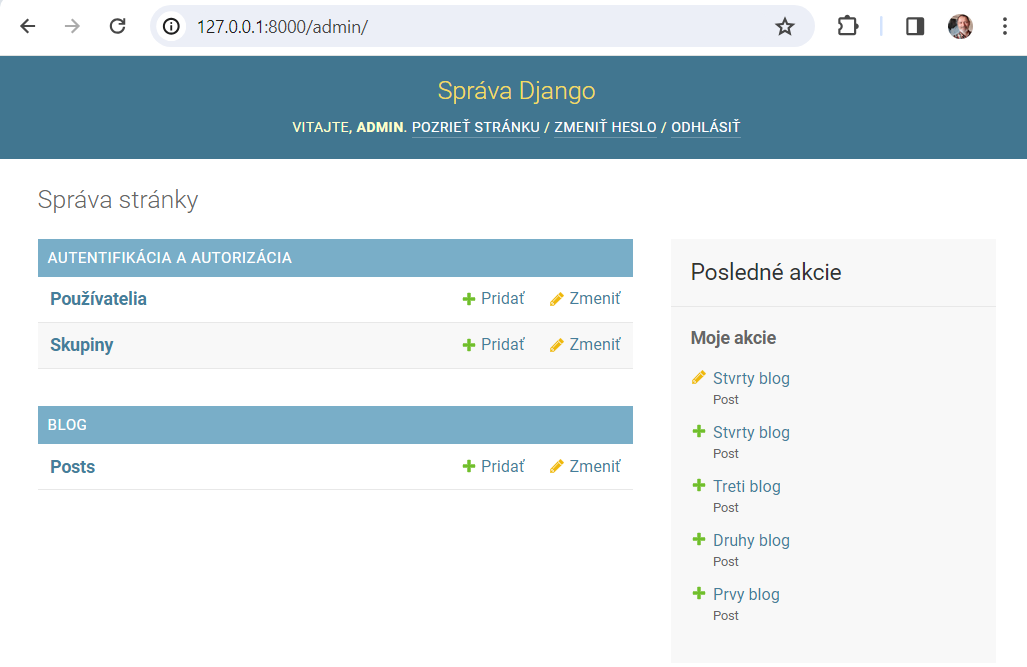 127.0.0.1:8000/admin/
Správa Django
VITAJTE, ADMIN. POZRIEŤ STRÁNKU / ZMENIŤ HESLO / ODHLÁSIŤ
Správa stránky
AUTENTIFIKÁCIA A AUTORIZÁCIA
Používatelia Pridať Zmeniť
Skupiny Pridať Zmeniť
BLOG
Posts Pridať Zmeniť
Posledné akcie
Moje akcie
Stvrty blog
Post
Stvrty blog
Post
Treti blog
Post
Druhy blog
Post
Prvy blog
Post